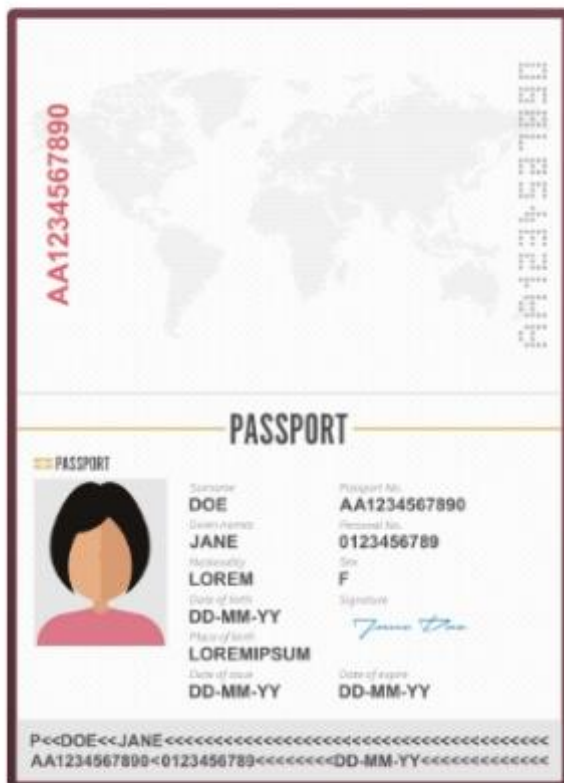 AA1234567890
AA1234567890
PASSPORT
PASSPORT
Surname Passport No.
DOE AA1234567890
Given names Personal No.
JANE 0123456789
Nationality Sex
LOREM F
Date of birth Signature
DD-MM-YY Jane Doe
Place of birth
LOREMIPSUM
Date of issue Date of expire
DD-MM-YY DD-MM-YY
P<<DOE<<JANE<<<<<<<<<<<<<<<<<<<<<<<<<<<<<<<<<<<<<<<<
AA1234567890<0123456789<<<<<<<<DD-MM-YY<<<<<<<<<<<<<